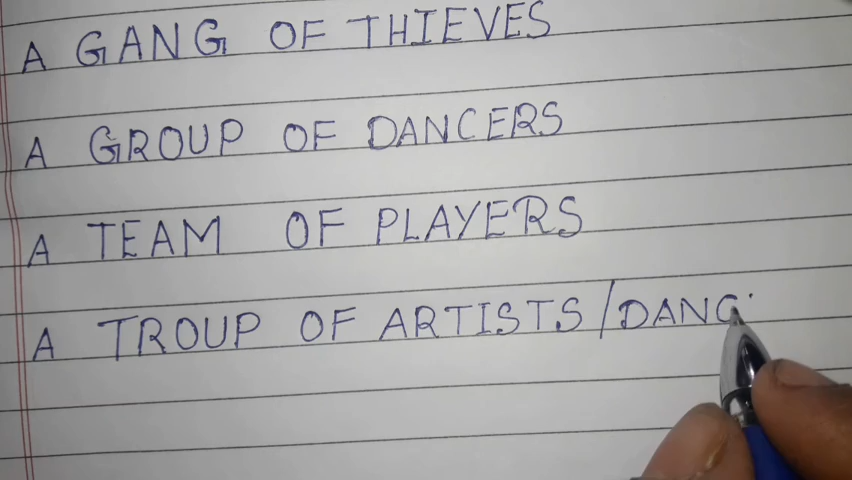 A GANG OF THIEVES
A GROUP OF DANCERS
A TEAM OF PLAYERS
A TROUP OF ARTISTS/DANC